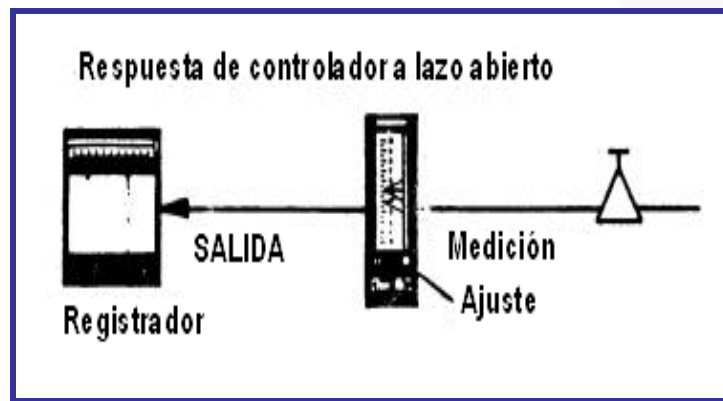 Respuesta de controlador a lazo abierto
SALIDA
Medición
Ajuste
Registrador